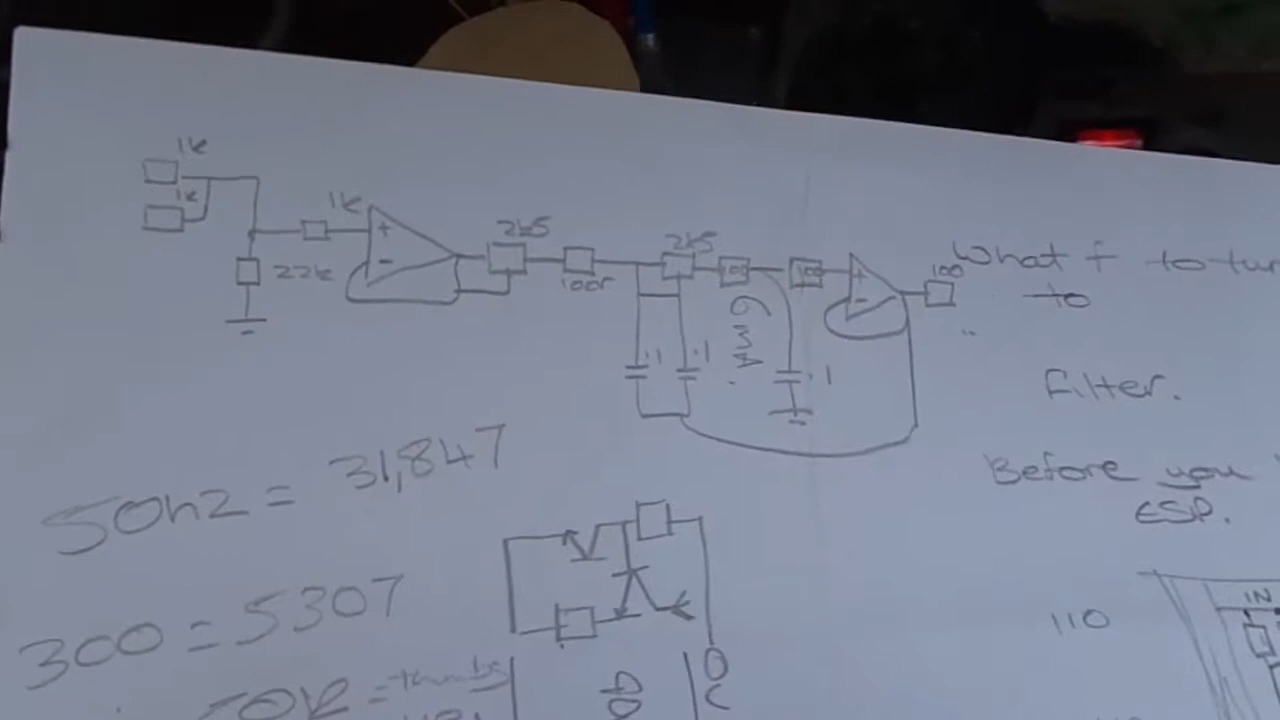 1k
1k
1k
+
-
22k
2k5
100r
2k5
100
100
+
-
100
.1
.1
.1
What f to tur
to
"
filter.
Before you
ESP.
50hz = 31,847
300 = 5307
50k =
110
IN